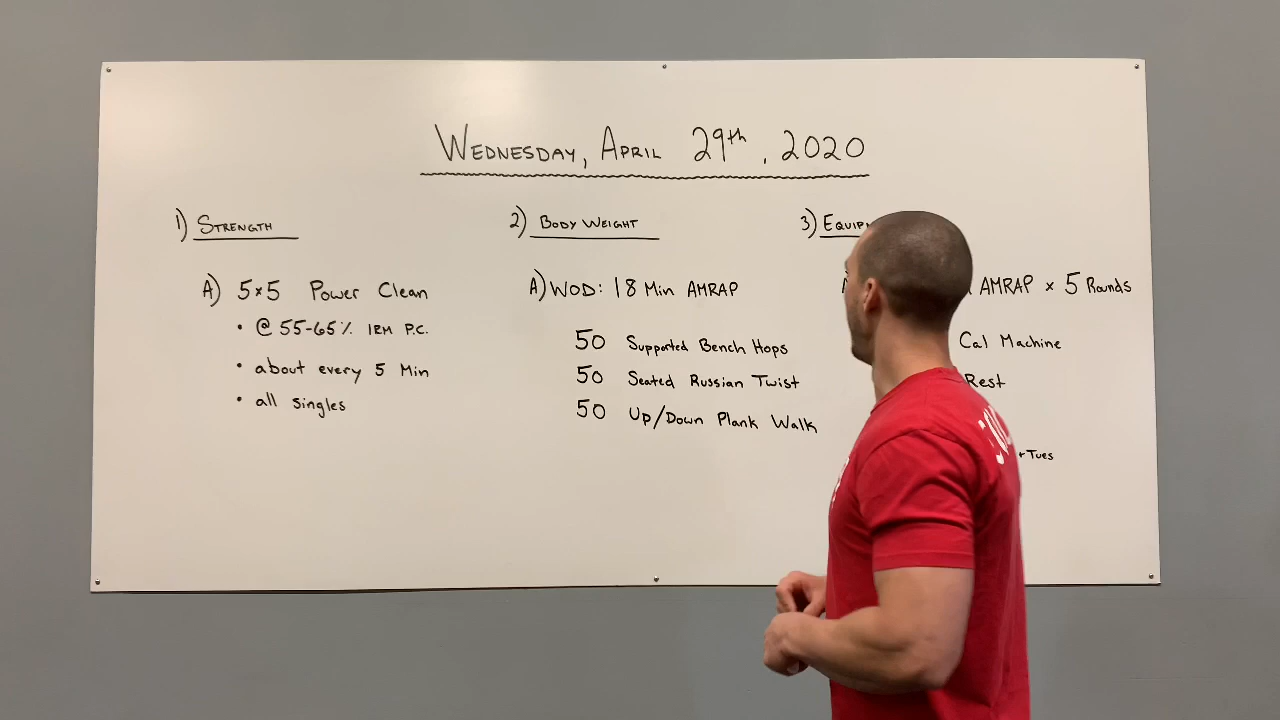 Wednesday, April 29th, 2020
1) Strength
A) 5x5 Power Clean
• @ 55-65% 1RM P.C.
• about every 5 Min
• all singles
2) Body Weight
A) WOD: 18 Min AMRAP
50 Supported Bench Hops
50 Seated Russian Twist
50 Up/Down Plank Walk
3)
AMRAP x 5 Rounds
Cal Machine
Rest
Tues